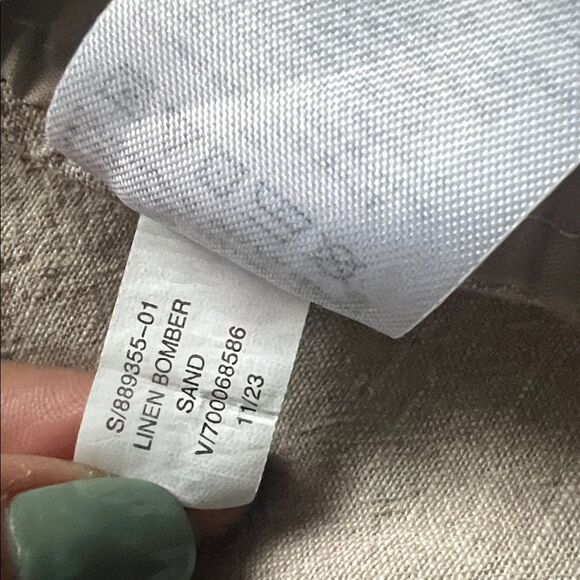 S/889355-01
LINEN BOMBER
SAND
V/700068586
11/23